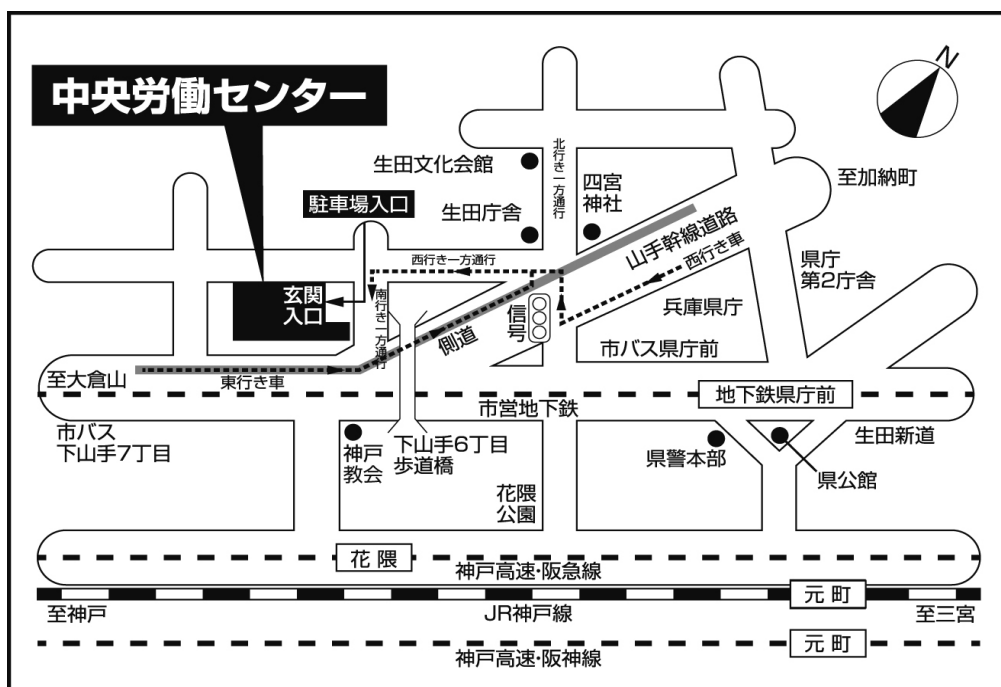 N
中央労働センター
生田文化会館
北行き一方通行
四宮
神社
至加納町
駐車場入口
生田庁舎
山手幹線道路
西行き一方通行
西行き車
県庁
第2庁舎
玄関
入口
南行き一方通行
側道
信号
兵庫県庁
市バス県庁前
至大倉山
東行き車
地下鉄県庁前
市営地下鉄
市バス
下山手7丁目
神戸
教会
下山手6丁目
歩道橋
県警本部
生田新道
県公館
花隈
公園
花隈
神戸高速・阪急線
元町
至神戸
JR神戸線
至三宮
元町
神戸高速・阪神線